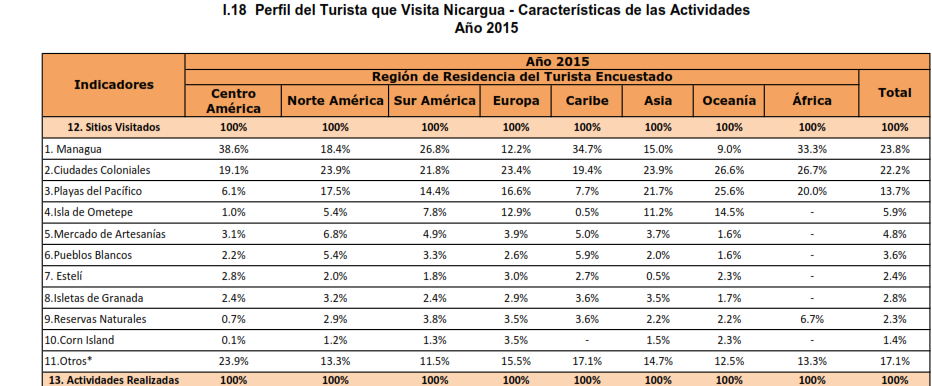 I.18 Perfil del Turista que Visita Nicargua - Características de las Actividades
Año 2015
Indicadores Año 2015
Región de Residencia del Turista Encuestado Total
Centro América Norte América Sur América Europa Caribe Asia Oceanía África
12. Sitios Visitados 100% 100% 100% 100% 100% 100% 100% 100% 100%
1. Managua 38.6% 18.4% 26.8% 12.2% 34.7% 15.0% 9.0% 33.3% 23.8%
2.Ciudades Coloniales 19.1% 23.9% 21.8% 23.4% 19.4% 23.9% 26.6% 26.7% 22.2%
3.Playas del Pacífico 6.1% 17.5% 14.4% 16.6% 7.7% 21.7% 25.6% 20.0% 13.7%
4.Isla de Ometepe 1.0% 5.4% 7.8% 12.9% 0.5% 11.2% 14.5% - 5.9%
5.Mercado de Artesanías 3.1% 6.8% 4.9% 3.9% 5.0% 3.7% 1.6% - 4.8%
6.Pueblos Blancos 2.2% 5.4% 3.3% 2.6% 5.9% 2.0% 1.6% - 3.6%
7. Estelí 2.8% 2.0% 1.8% 3.0% 2.7% 0.5% 2.3% - 2.4%
8.Isletas de Granada 2.4% 3.2% 2.4% 2.9% 3.6% 3.5% 1.7% - 2.8%
9.Reservas Naturales 0.7% 2.9% 3.8% 3.5% 3.6% 2.2% 2.2% 6.7% 2.3%
10.Corn Island 0.1% 1.2% 1.3% 3.5% - 1.5% 2.3% - 1.4%
11.Otros* 23.9% 13.3% 11.5% 15.5% 17.1% 14.7% 12.5% 13.3% 17.1%
13. Actividades Realizadas 100% 100% 100% 100% 100% 100% 100% 100% 100%